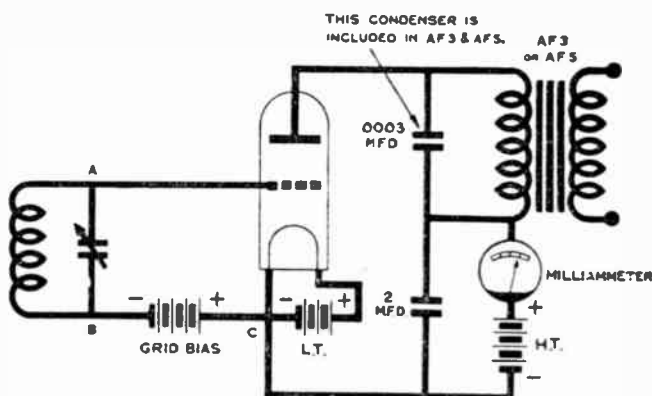 THIS CONDENSER IS
INCLUDED IN AF3 & AF5.
AF3
OR
AF5
.0003
MFD
A
MILLIAMMETER
2
MFD
+
H.T.
-
B
-
+
GRID BIAS
C
-
+
L.T.